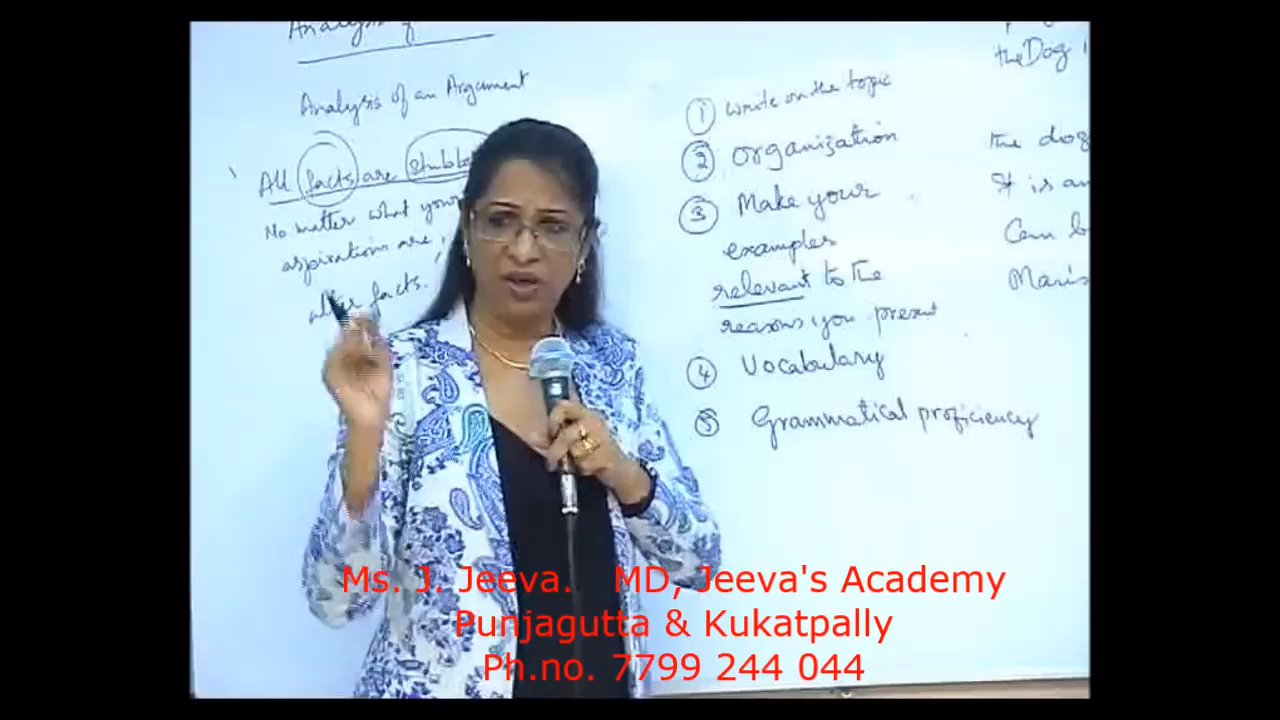 Analysis of
Analysis of an Argument
All facts are stubbo
No matter what your
aspirations are,
alter facts.
1 Write on the topic
2 Organization
3 Make your
examples
relevant to the
reasons you present
4 Vocabulary
5 Grammatical proficiency
the Dog i
the dog
It is an
Can b
Maris
Ms. J. Jeeva. MD, Jeeva's Academy
Punjagutta & Kukatpally
Ph.no. 7799 244 044